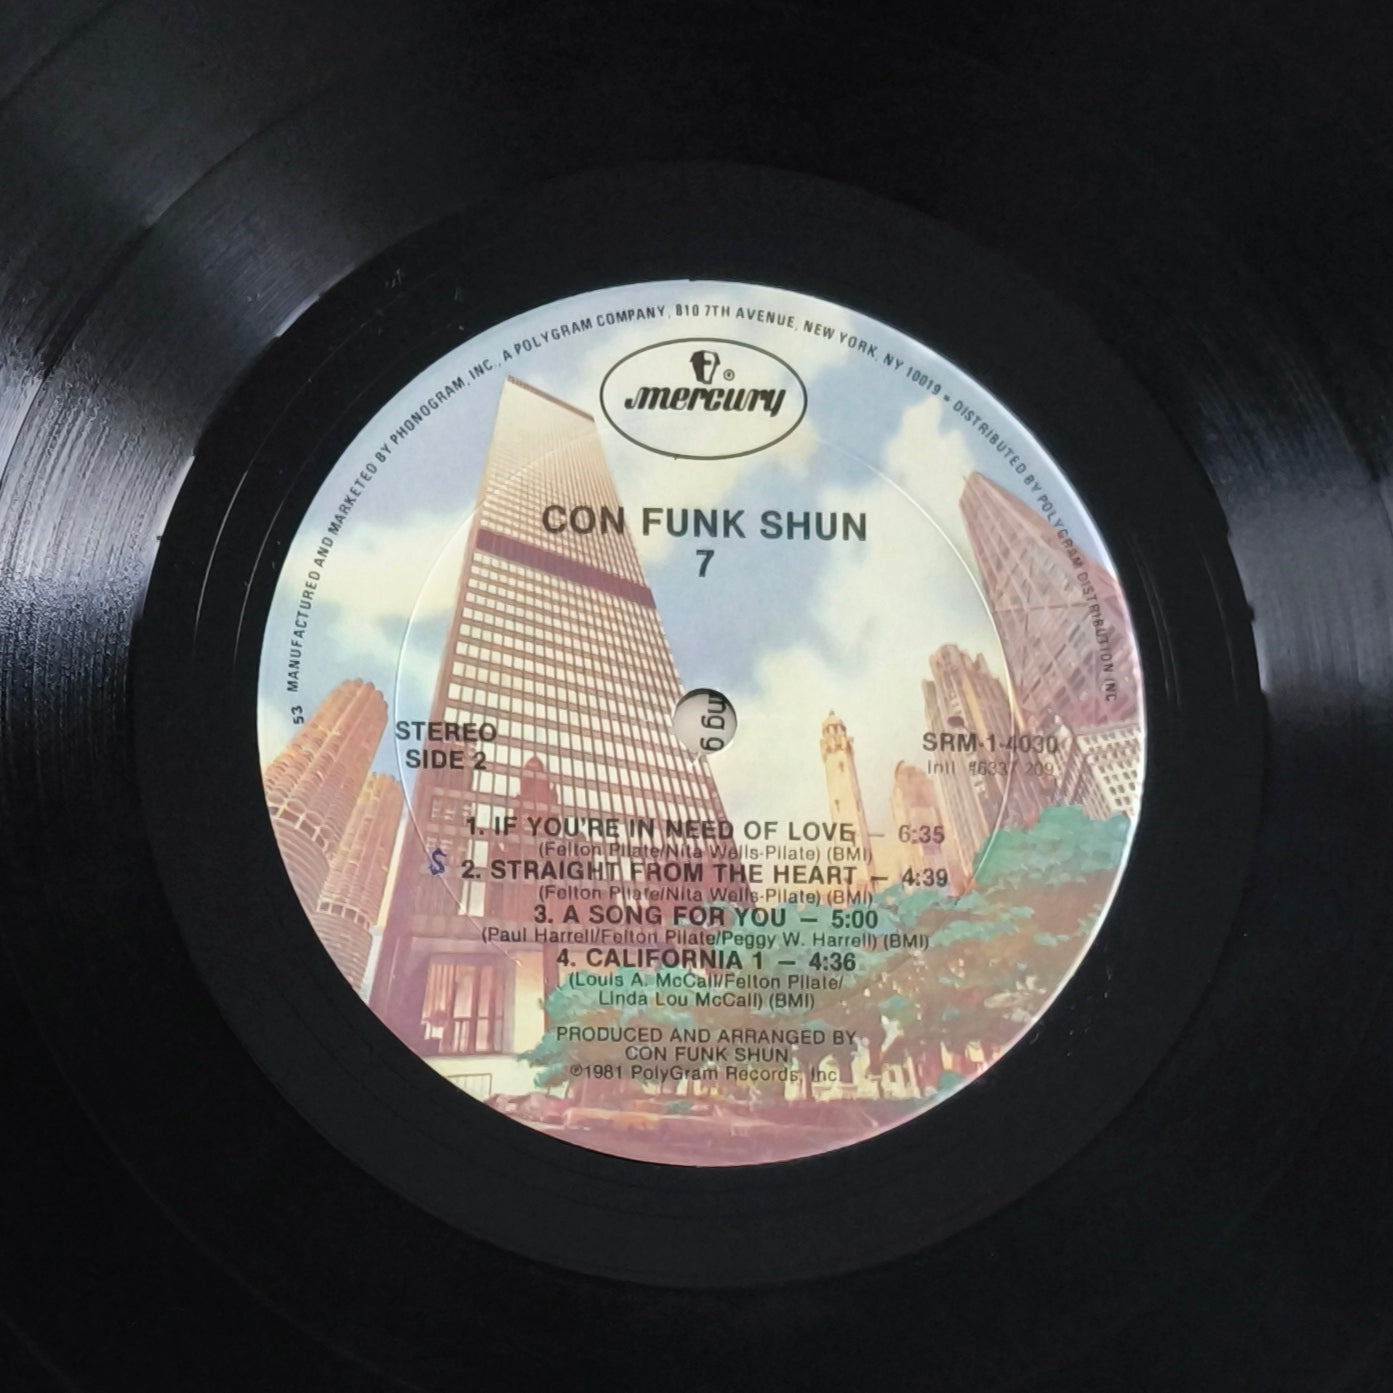 53 MANUFACTURED AND MARKETED BY PHONOGRAM, INC., A POLYGRAM COMPANY, 810 7TH AVENUE, NEW YORK, NY 10019 • DISTRIBUTED BY POLYGRAM DISTRIBUTION INC
mercury®
CON FUNK SHUN
7
STEREO
SIDE 2
SRM-1-4030
Intl #6337 209
ng g
1. IF YOU'RE IN NEED OF LOVE — 6:35
(Felton Pilate/Nita Wells-Pilate) (BMI)
$ 2. STRAIGHT FROM THE HEART — 4:39
(Felton Pilate/Nita Wells-Pilate) (BMI)
3. A SONG FOR YOU — 5:00
(Paul Harrell/Felton Pilate/Peggy W. Harrell) (BMI)
4. CALIFORNIA 1 — 4:36
(Louis A. McCall/Felton Pilate/
Linda Lou McCall) (BMI)
PRODUCED AND ARRANGED BY
CON FUNK SHUN
℗1981 PolyGram Records, Inc.